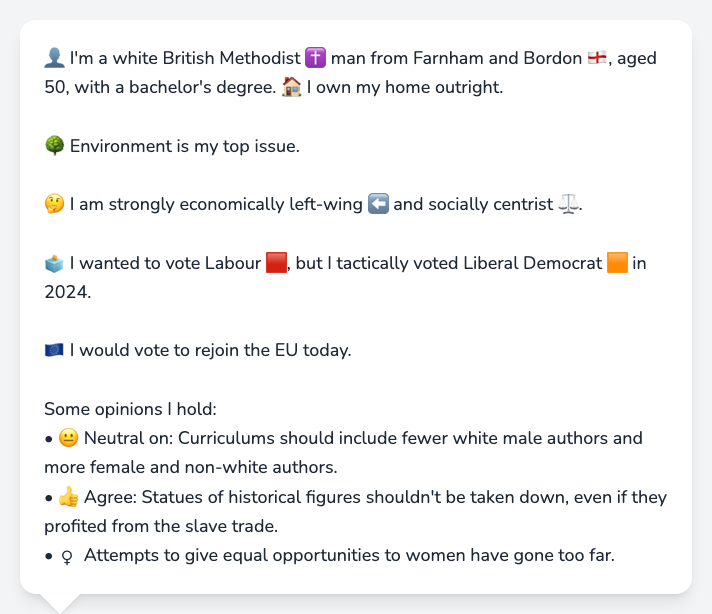 👤 I'm a white British Methodist ✝️ man from Farnham and Bordon 🏴󠁧󠁢󠁥󠁮󠁧󠁿, aged
50, with a bachelor's degree. 🏠 I own my home outright.
🌳 Environment is my top issue.
🤔 I am strongly economically left-wing ⬅️ and socially centrist ⚖️.
🗳️ I wanted to vote Labour 🟥, but I tactically voted Liberal Democrat 🟧 in
2024.
🇪🇺 I would vote to rejoin the EU today.
Some opinions I hold:
• 😐 Neutral on: Curriculums should include fewer white male authors and
more female and non-white authors.
• 👍 Agree: Statues of historical figures shouldn't be taken down, even if they
profited from the slave trade.
• ♀ Attempts to give equal opportunities to women have gone too far.